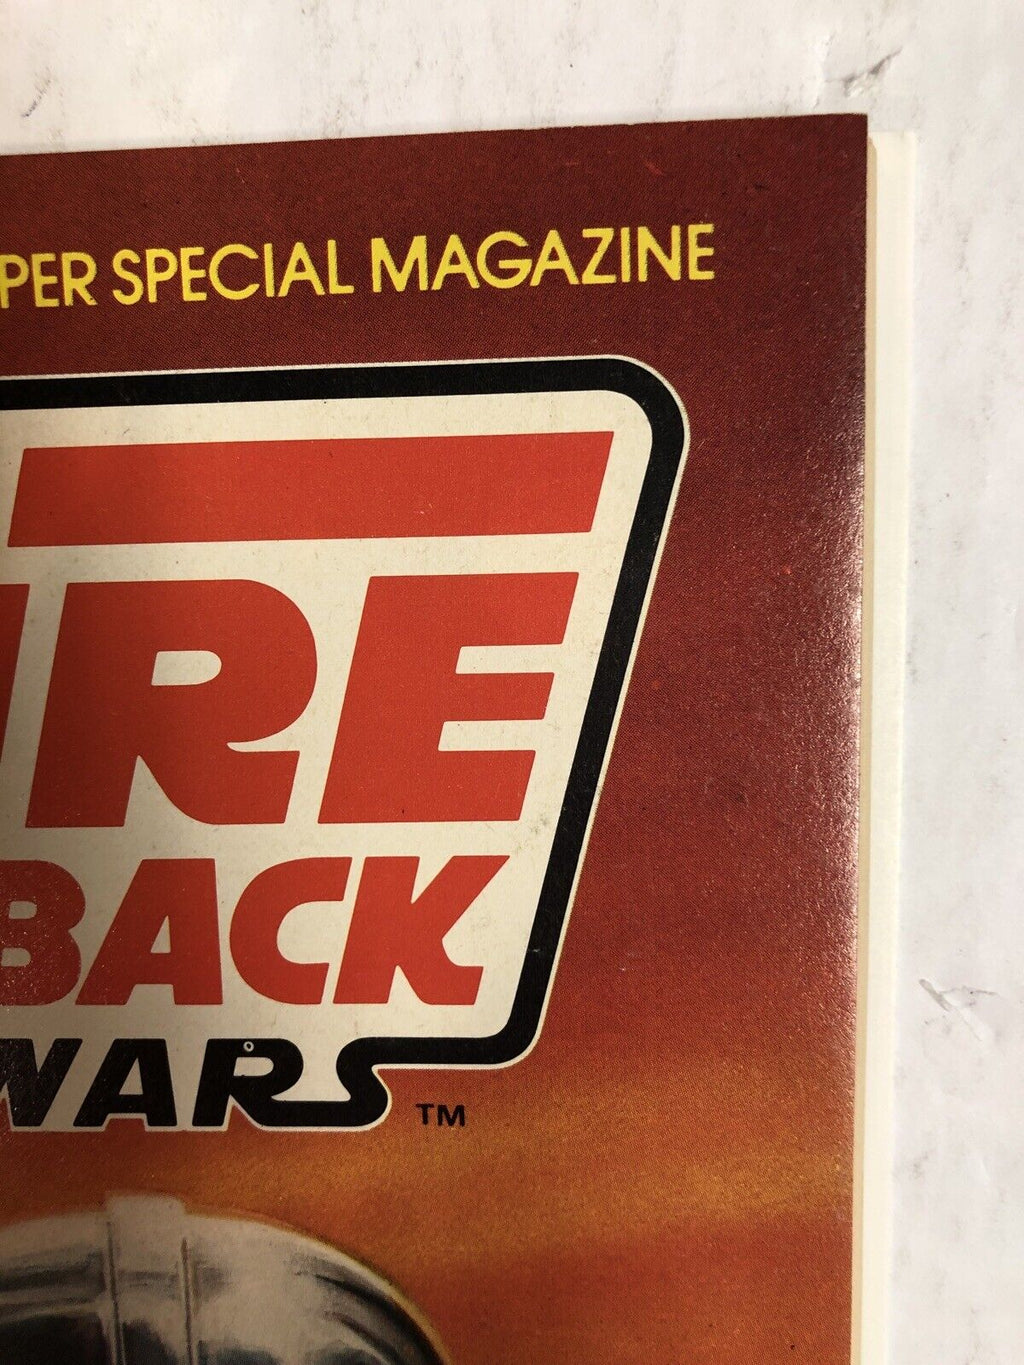 PER SPECIAL MAGAZINE
IRE
BACK
WARS
TM